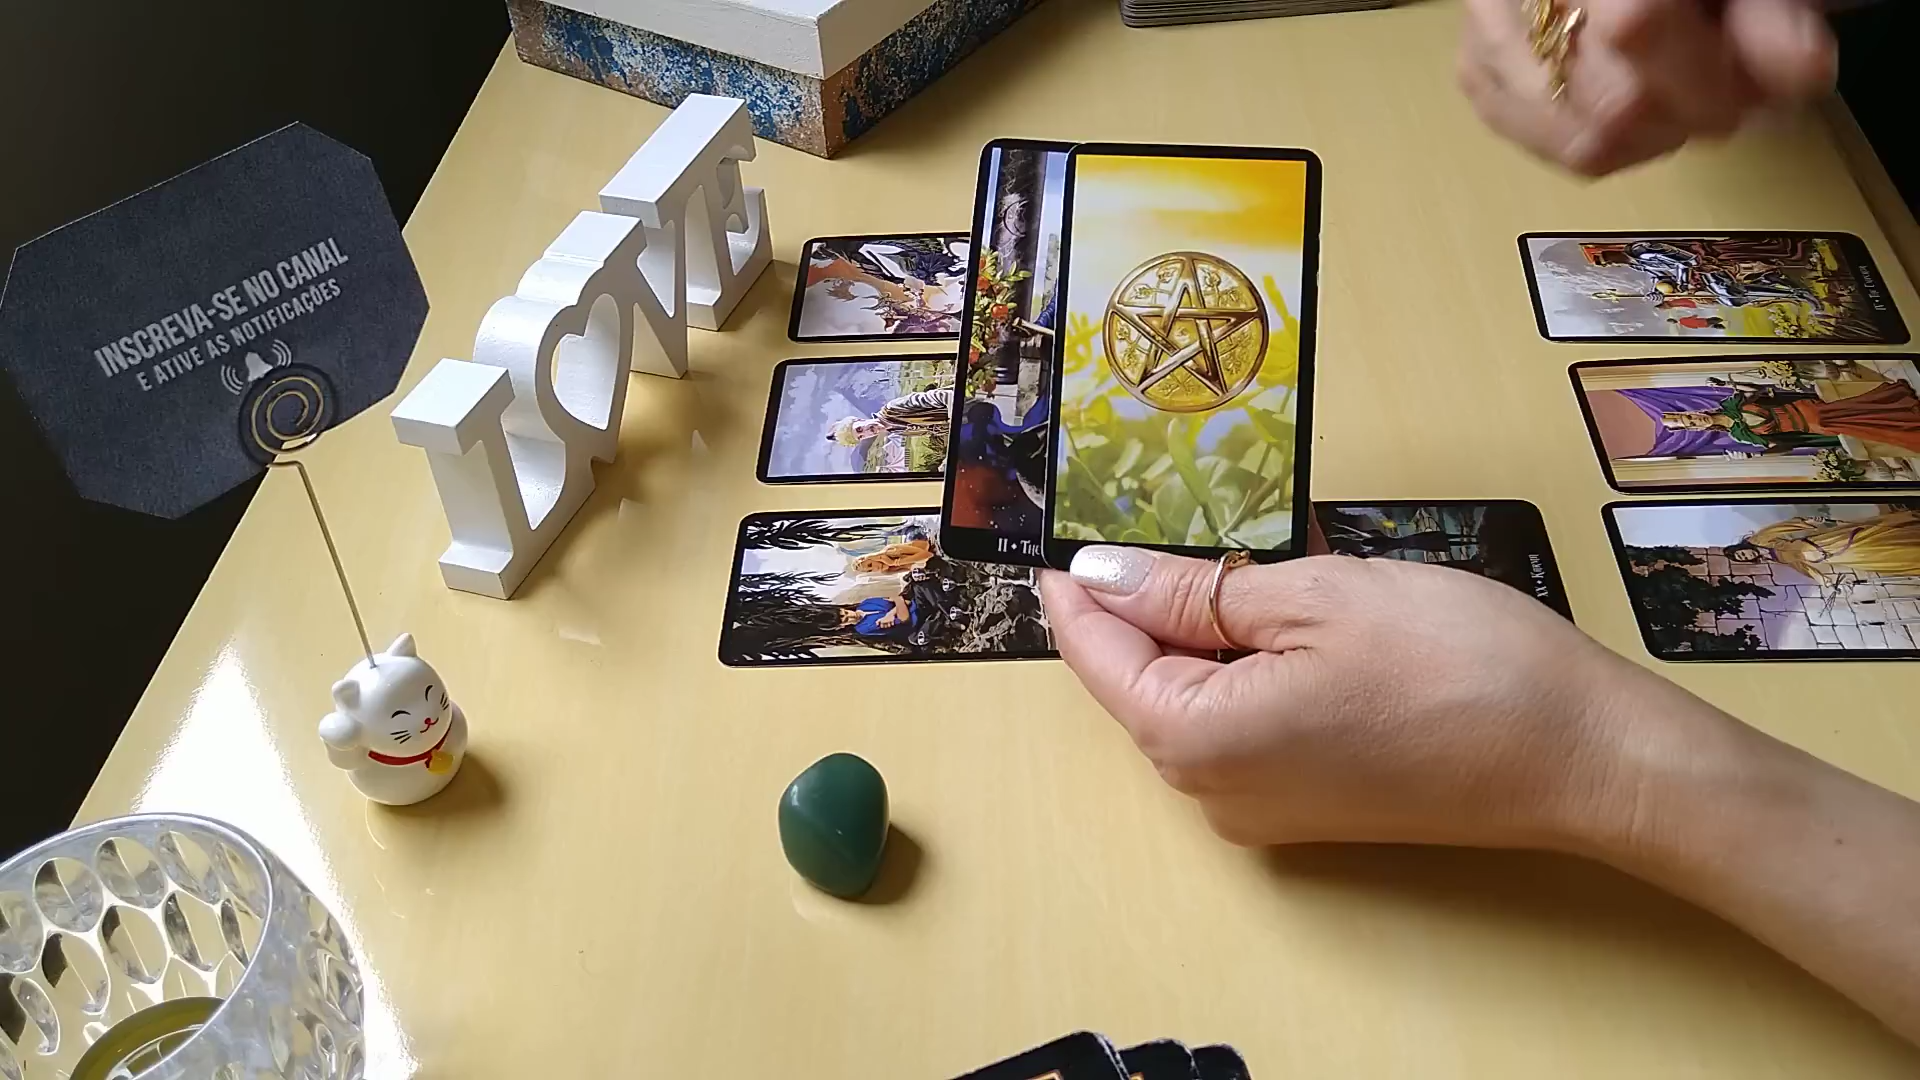 INSCREVA-SE NO CANAL
E ATIVE AS NOTIFICAÇÕES
LOVE
II • THE
XX • KARMA